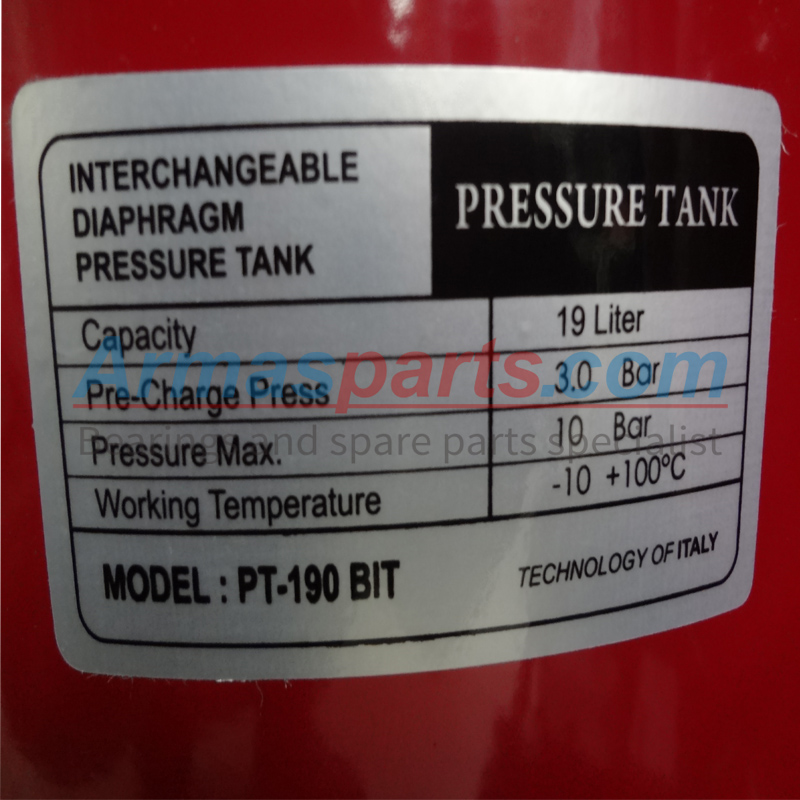 INTERCHANGEABLE
DIAPHRAGM
PRESSURE TANK
PRESSURE TANK
Capacity 19 Liter
Armasparts.com
Pre-Charge Press 3.0 Bar
Bearings and spare parts specialist
Pressure Max. 10 Bar
Working Temperature -10 +100ºC
MODEL : PT-190 BIT
TECHNOLOGY OF ITALY